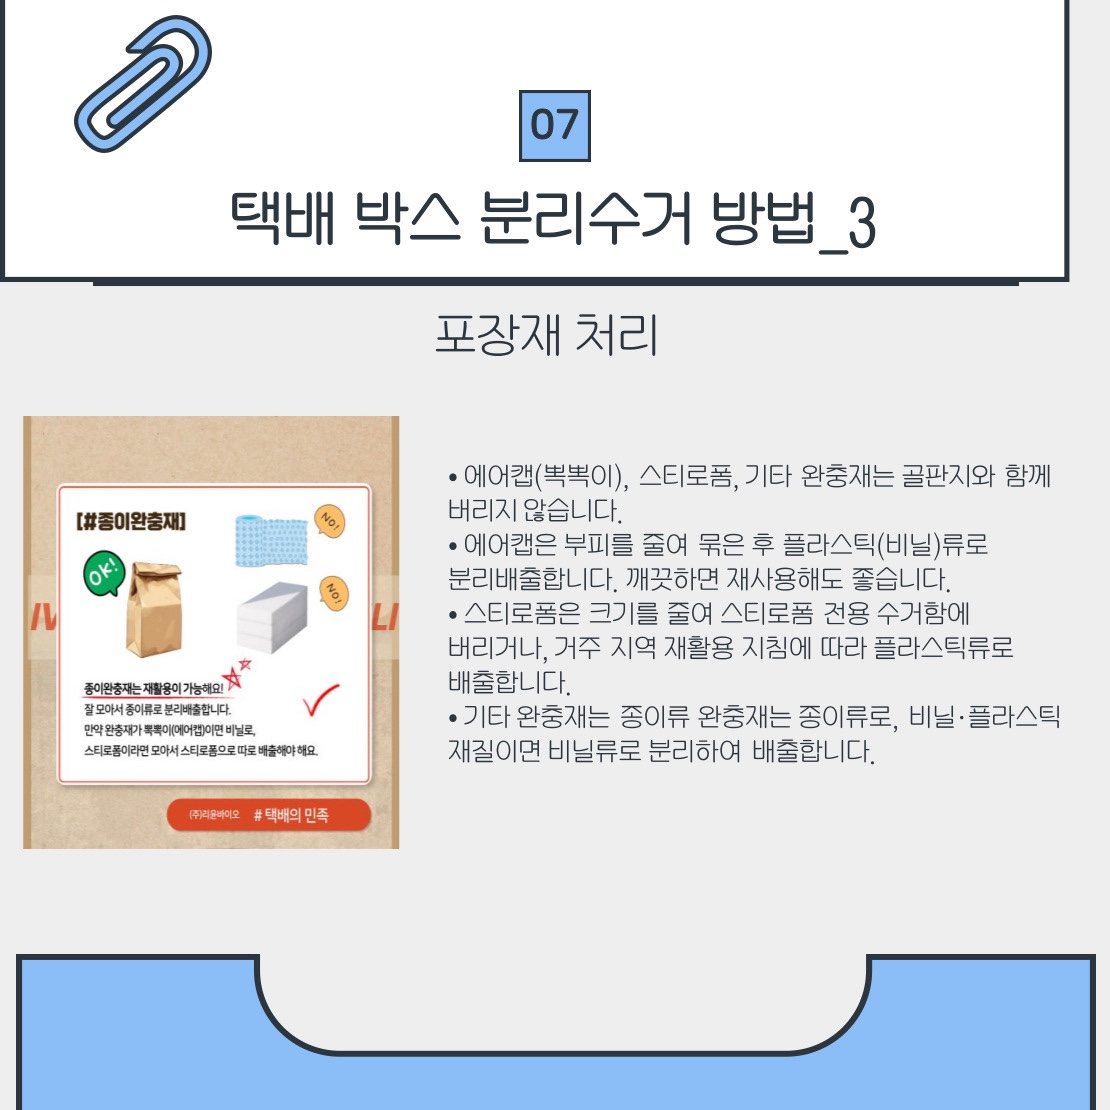 07
택배 박스 분리수거 방법_3
포장재 처리
[#종이완충재]
NO!
OK!
NO!
IV
LI
종이완충재는 재활용이 가능해요!
잘 모아서 종이류로 분리배출합니다.
만약 완충재가 뽁뽁이(에어캡)이면 비닐로,
스티로폼이라면 모아서 스티로폼으로 따로 배출해야 해요.
(주)리윤바이오 # 택배의 민족
• 에어캡(뽁뽁이), 스티로폼, 기타 완충재는 골판지와 함께
버리지 않습니다.
• 에어캡은 부피를 줄여 묶은 후 플라스틱(비닐)류로
분리배출합니다. 깨끗하면 재사용해도 좋습니다.
• 스티로폼은 크기를 줄여 스티로폼 전용 수거함에
버리거나, 거주 지역 재활용 지침에 따라 플라스틱류로
배출합니다.
• 기타 완충재는 종이류 완충재는 종이류로, 비닐·플라스틱
재질이면 비닐류로 분리하여 배출합니다.